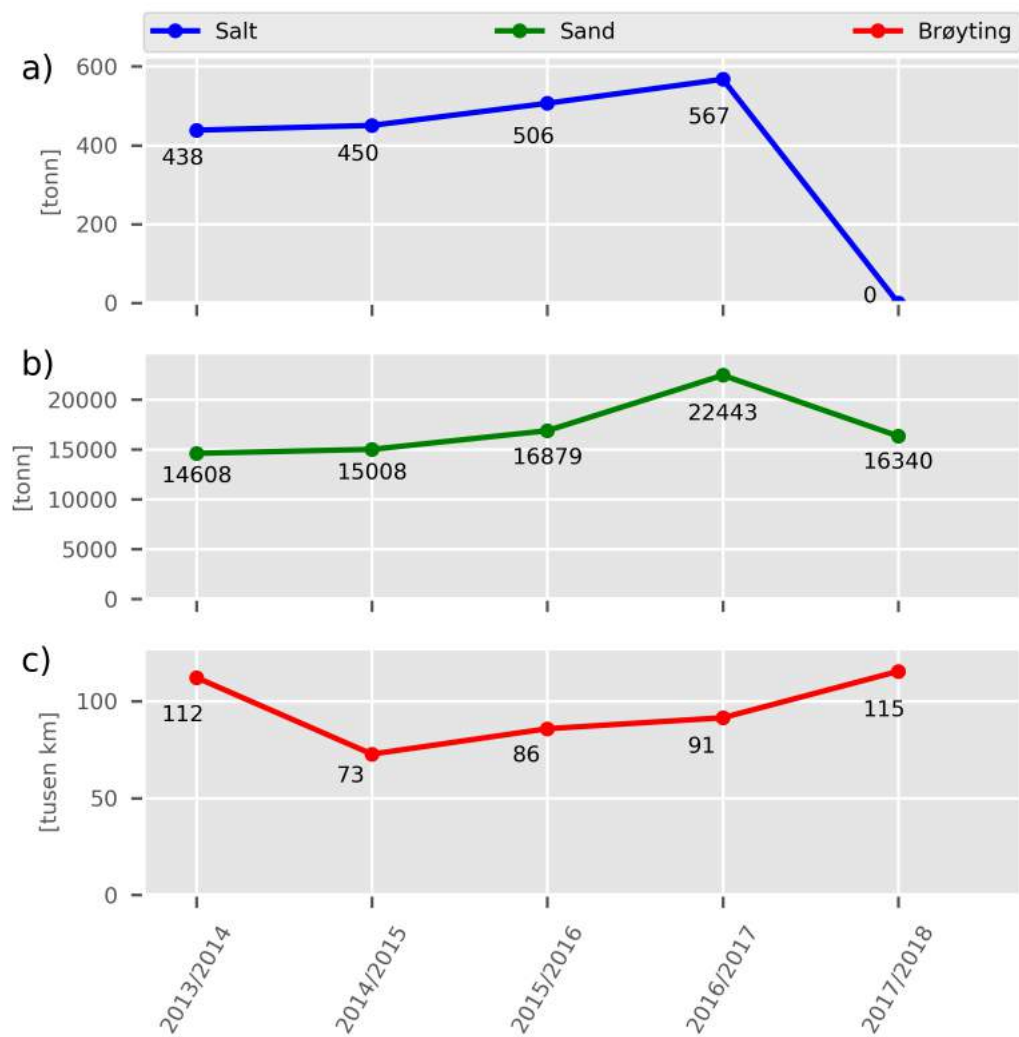 Salt Sand Brøyting
a)
600
400
200
0
[tonn]
438 450 506 567 0
b)
20000
15000
10000
5000
0
[tonn]
14608 15008 16879 22443 16340
c)
100
50
0
[tusen km]
112 73 86 91 115
2013/2014 2014/2015 2015/2016 2016/2017 2017/2018